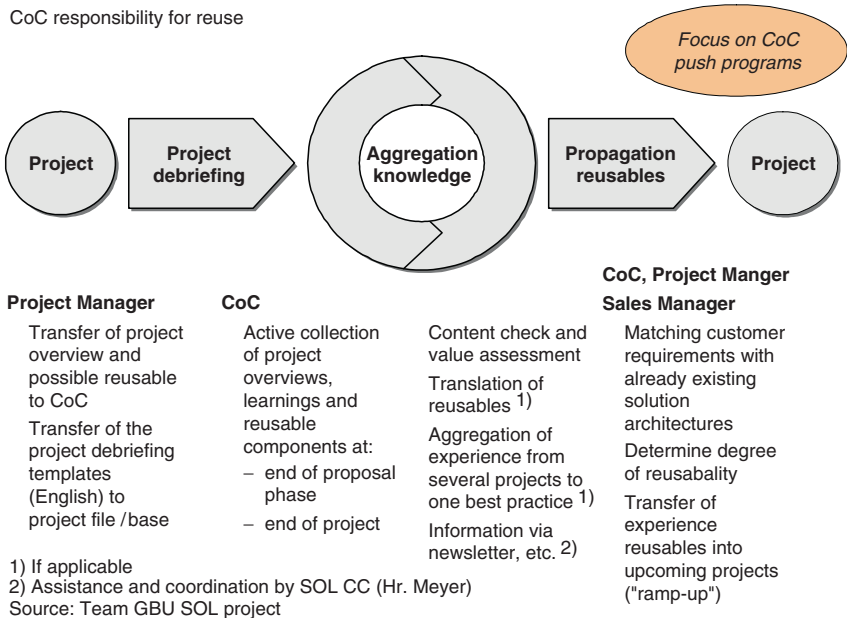 CoC responsibility for reuse
Focus on CoC
push programs
Project
Project
debriefing
Aggregation
knowledge
Propagation
reusables
Project
Project Manager
Transfer of project
overview and
possible reusable
to CoC
Transfer of the
project debriefing
templates
(English) to
project file / base
CoC
Active collection
of project
overviews,
learnings and
reusable
components at:
– end of proposal
phase
– end of project
Content check and
value assessment
Translation of
reusables 1)
Aggregation of
experience from
several projects to
one best practice 1)
Information via
newsletter, etc. 2)
CoC, Project Manger
Sales Manager
Matching customer
requirements with
already existing
solution
architectures
Determine degree
of reusabality
Transfer of
experience
reusables into
upcoming projects
("ramp-up")
1) If applicable
2) Assistance and coordination by SOL CC (Hr. Meyer)
Source: Team GBU SOL project